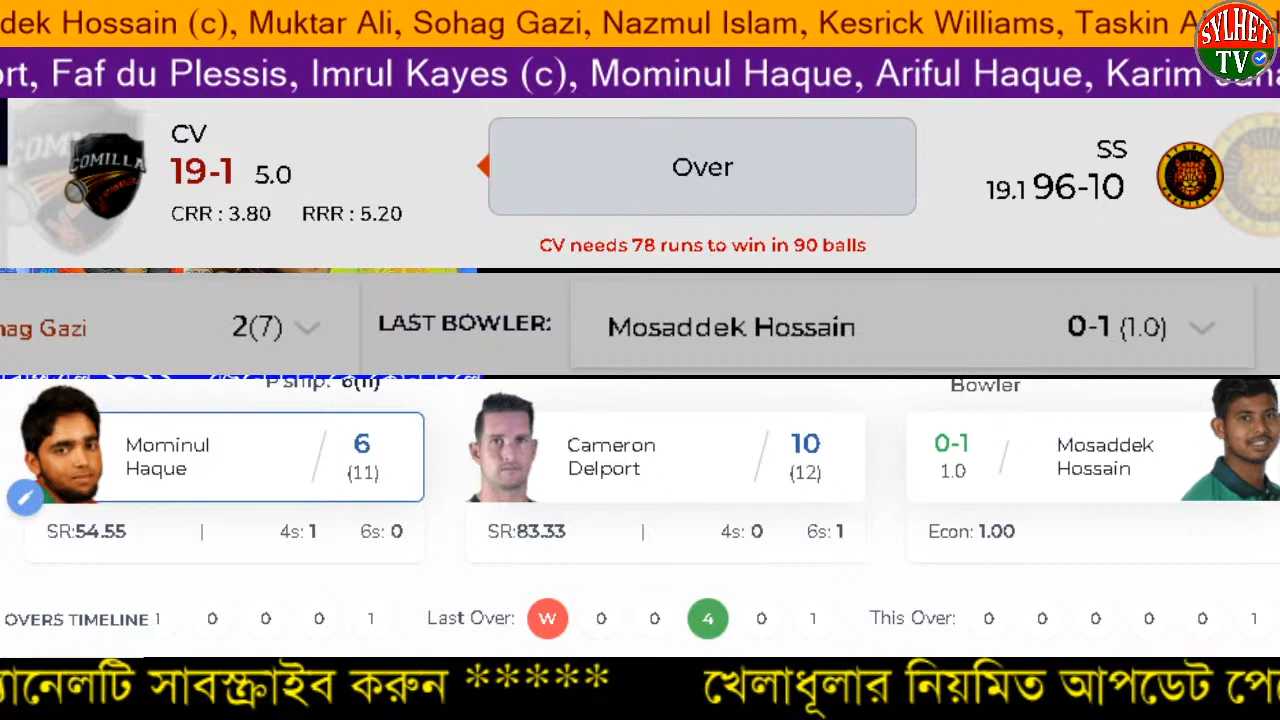 dek Hossain (c), Muktar Ali, Sohag Gazi, Nazmul Islam, Kesrick Williams, Taskin A
SYLHET
TV
ort, Faf du Plessis, Imrul Kayes (c), Mominul Haque, Ariful Haque, Karim
COMILLA
CV
19-1 5.0
CRR : 3.80 RRR : 5.20
Over
CV needs 78 runs to win in 90 balls
SS
19.1 96-10
hag Gazi 2(7) LAST BOWLER: Mosaddek Hossain 0-1 (1.0)
P'ship: 6(11) Bowler
Mominul Haque 6 (11)
Cameron Delport 10 (12)
0-1 1.0 Mosaddek Hossain
SR:54.55 | 4s: 1 6s: 0
SR:83.33 | 4s: 0 6s: 1
Econ: 1.00
OVERS TIMELINE 1 0 0 0 1 Last Over: W 0 0 4 0 1 This Over: 0 0 0 0 0 1
্যানেলটি সাবস্ক্রাইব করুন ***** খেলাধূলার নিয়মিত আপডেট পে